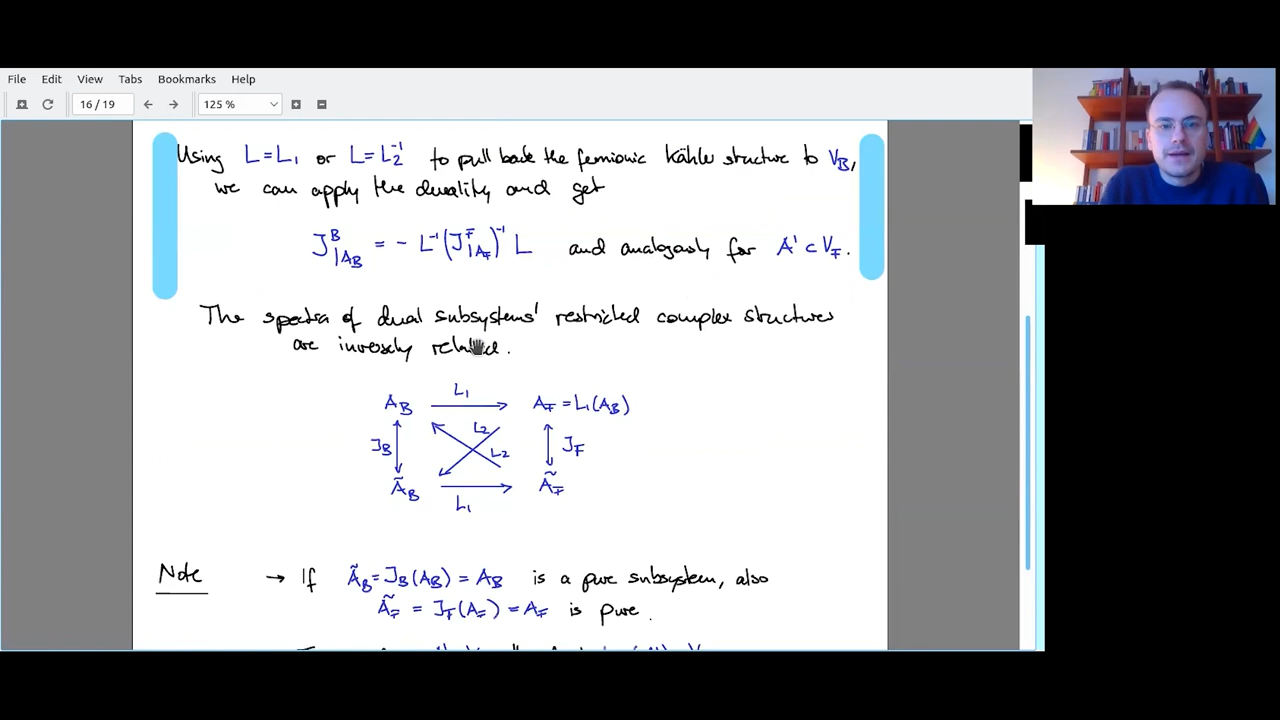 File Edit View Tabs Bookmarks Help
16 / 19 125 %
Using L=L₁ or L=L₂⁻¹ to pull back the fermionic Kähler structure to V_B,
we can apply the duality and get
J^B_|A_B = - L⁻¹ (J^F_|A_F)⁻¹ L and analogously for A' ⊂ V_F.
The spectra of dual subsystems' restricted complex structures
are inversely related.
A_B L₁ A_F = L₁(A_B)
J_B L₂ L₂ J_F
Ã_B L₁ Ã_F
Note → If Ã_B = J_B(A_B) = A_B is a pure subsystem, also
Ã_F = J_F(A_F) = A_F is pure.